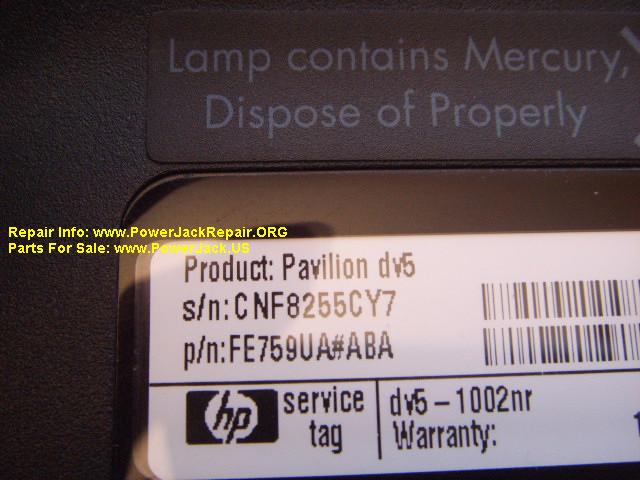 Lamp contains Mercury,
Dispose of Properly
Repair Info: www.PowerJackRepair.ORG
Parts For Sale: www.PowerJack.US
Product: Pavilion dv5
s/n:CNF8255CY7
p/n:FE759UA#ABA
hp service tag
dv5-1002nr
Warranty: 1